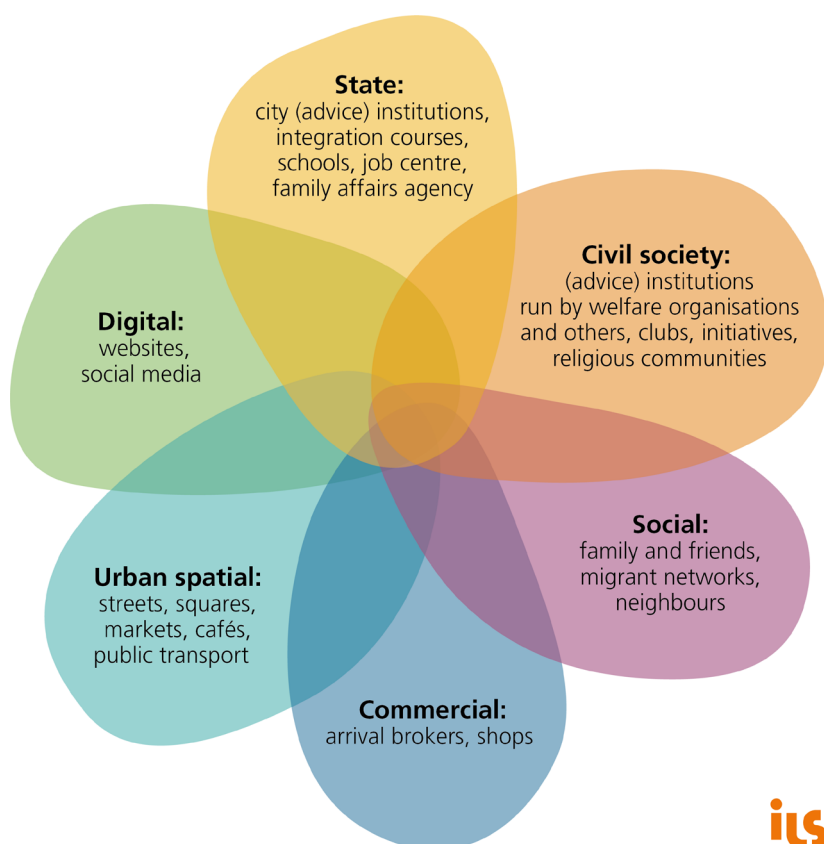 State:
city (advice) institutions,
integration courses,
schools, job centre,
family affairs agency
Civil society:
(advice) institutions
run by welfare organisations
and others, clubs, initiatives,
religious communities
Digital:
websites,
social media
Social:
family and friends,
migrant networks,
neighbours
Urban spatial:
streets, squares,
markets, cafés,
public transport
Commercial:
arrival brokers, shops
ils